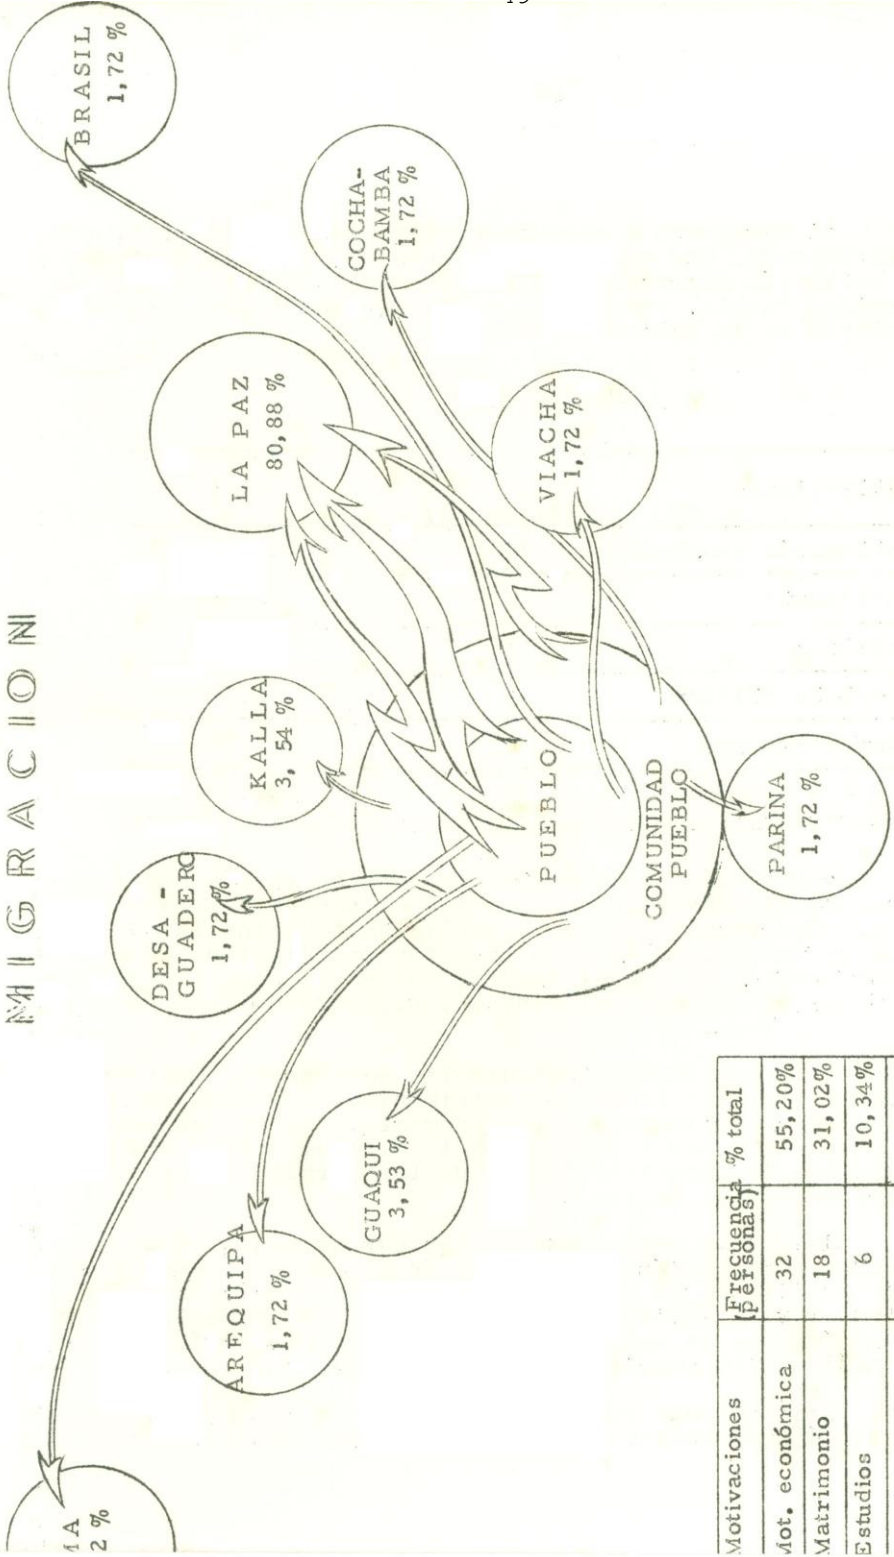 MIGRACION
BRASIL
1,72 %
COCHA-
BAMBA
1,72 %
LA PAZ
80,88 %
VIACHA
1,72 %
KALLA
3, 54 %
DESA -
GUADERO
1,72 %
PUEBLO
COMUNIDAD
PUEBLO
PARINA
1,72 %
GUAQUI
3,53 %
AREQUIPA
1,72 %
MA
2 %
Motivaciones (Frecuencia personas) % total
Mot. económica 32 55,20%
Matrimonio 18 31,02%
Estudios 6 10,34%